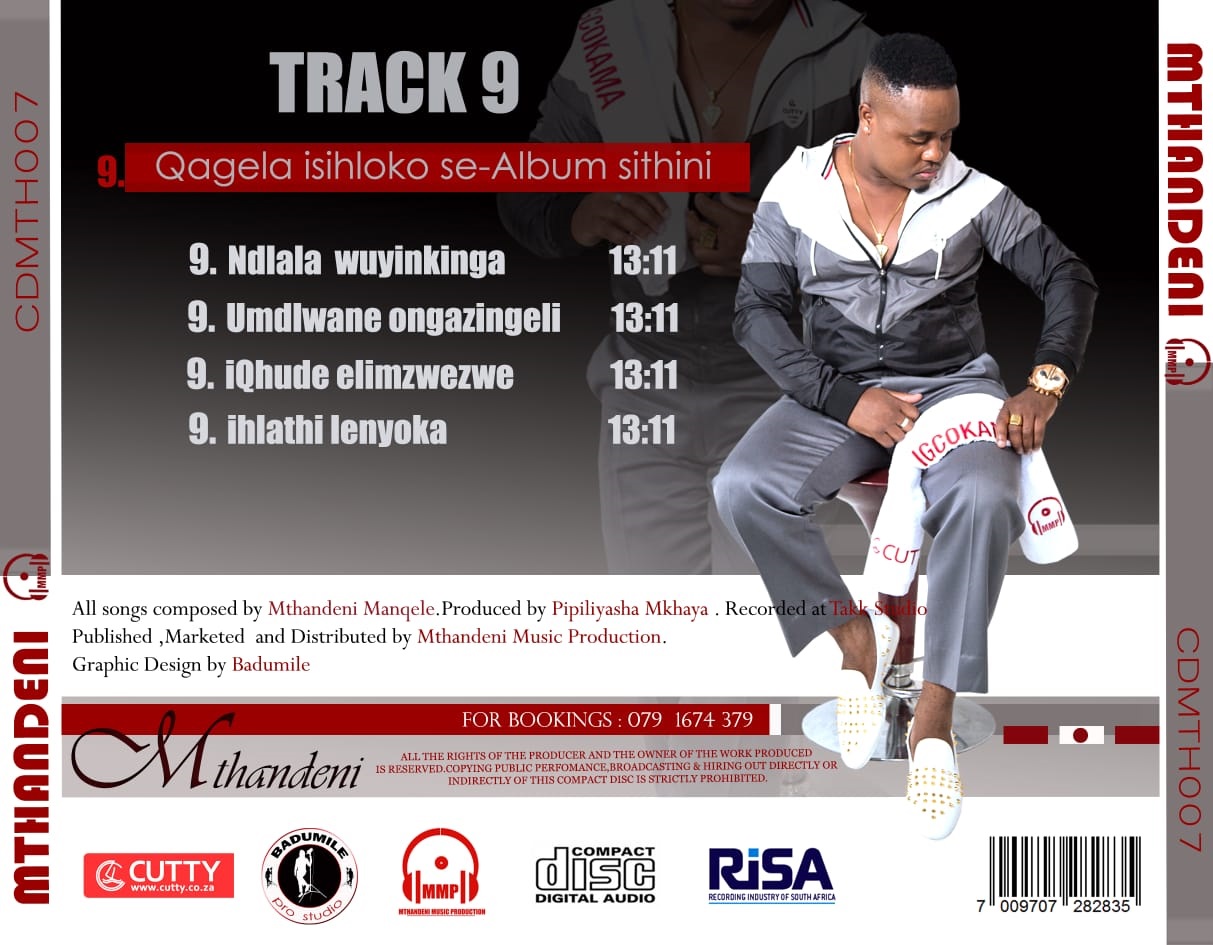 CDMTH007
MTHANDENI
MMP
TRACK 9
9. Qagela isihloko se-Album sithini
9. Ndlala wuyinkinga 13:11
9. Umdlwane ongazingeli 13:11
9. iQhude elimzwezwe 13:11
9. ihlathi lenyoka 13:11
IGCOKAMA
CUTTY
IGCOKAM
MMP
& CUT
All songs composed by Mthandeni Manqele.Produced by Pipiliyasha Mkhaya . Recorded at Takk Studio
Published ,Marketed and Distributed by Mthandeni Music Production.
Graphic Design by Badumile
FOR BOOKINGS : 079 1674 379
Mthandeni
ALL THE RIGHTS OF THE PRODUCER AND THE OWNER OF THE WORK PRODUCED
IS RESERVED.COPYING PUBLIC PERFOMANCE,BROADCASTING & HIRING OUT DIRECTLY OR
INDIRECTLY OF THIS COMPACT DISC IS STRICTLY PROHIBITED.
CUTTY
www.cutty.co.za
BADUMILE
pro studio
MMP
MTHANDENI MUSIC PRODUCTION
COMPACT
disc
DIGITAL AUDIO
RiSA
RECORDING INDUSTRY OF SOUTH AFRICA
7 009707 282835
MTHANDENI
MMP
CDMTH007